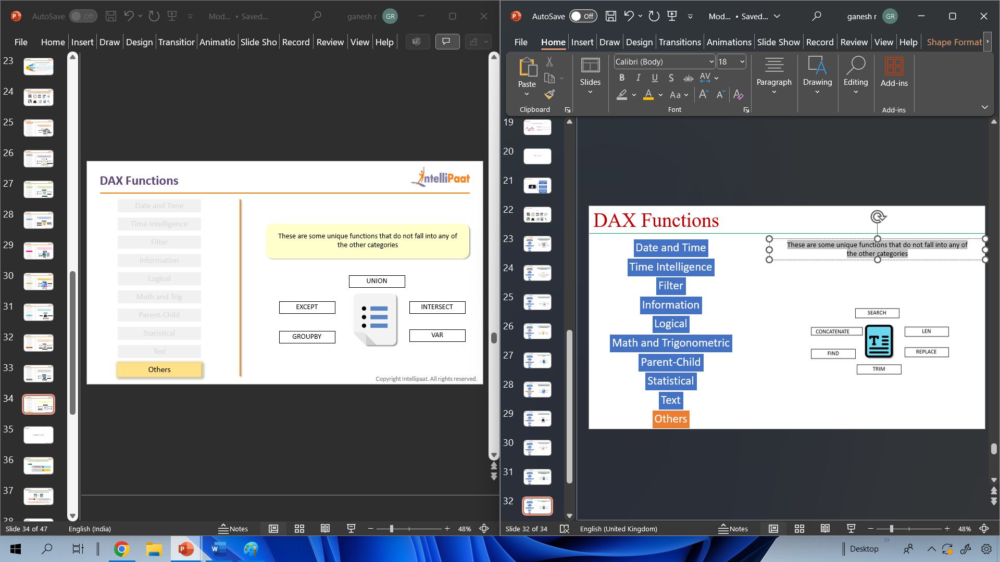 AutoSave Off Mod... • Saved... ganesh r GR
File Home Insert Draw Design Transitior Animatio Slide Sho Record Review View Help
23
24
25
26
27
28
29
30
31
32
33
34
35
36
37
38
DAX Functions
IntelliPaat
Date and Time
Time Intelligence
Filter
Information
Logical
Math and Trig
Parent-Child
Statistical
Text
Others
These are some unique functions that do not fall into any of
the other categories
UNION
EXCEPT
INTERSECT
GROUPBY
VAR
Copyright Intellipaat. All rights reserved.
Slide 34 of 47 English (India) Notes 48%
AutoSave Off Mod... • Saved... ganesh r GR
File Home Insert Draw Design Transitions Animations Slide Show Record Review View Help Shape Format
Paste
Clipboard
Slides
Calibri (Body) 18
B I U S ab AV
A Aa A A A
Font
Paragraph
Drawing
Editing
Add-ins
Add-ins
19
20
21
22
23
24
25
26
27
28
29
30
31
32
DAX Functions
Date and Time
Time Intelligence
Filter
Information
Logical
Math and Trigonometric
Parent-Child
Statistical
Text
Others
These are some unique functions that do not fall into any of
the other categories
SEARCH
CONCATENATE
LEN
T
FIND
REPLACE
TRIM
Slide 32 of 34 English (United Kingdom) Notes 48%
Desktop